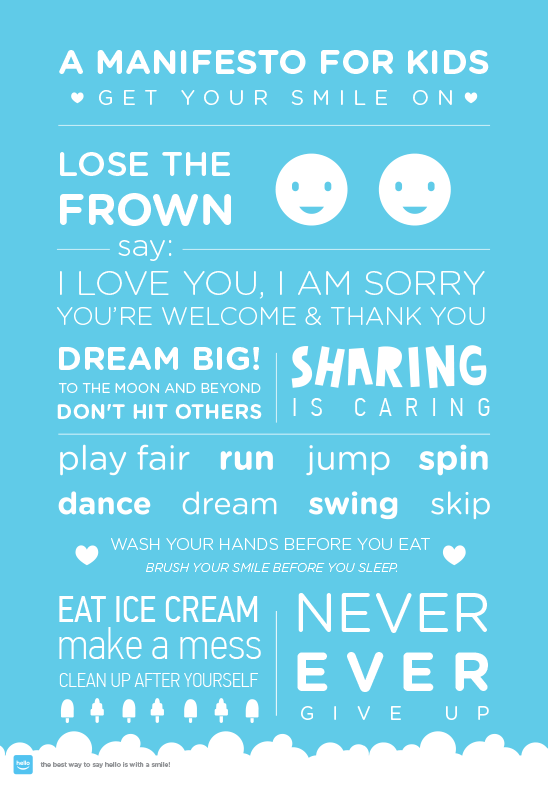 A MANIFESTO FOR KIDS
GET YOUR SMILE ON
LOSE THE
FROWN
say:
I LOVE YOU, I AM SORRY
YOU'RE WELCOME & THANK YOU
DREAM BIG!
TO THE MOON AND BEYOND
DON'T HIT OTHERS
SHARING
IS CARING
play fair run jump spin
dance dream swing skip
WASH YOUR HANDS BEFORE YOU EAT
BRUSH YOUR SMILE BEFORE YOU SLEEP.
EAT ICE CREAM
make a mess
CLEAN UP AFTER YOURSELF
NEVER
EVER
GIVE UP
hello
the best way to say hello is with a smile!